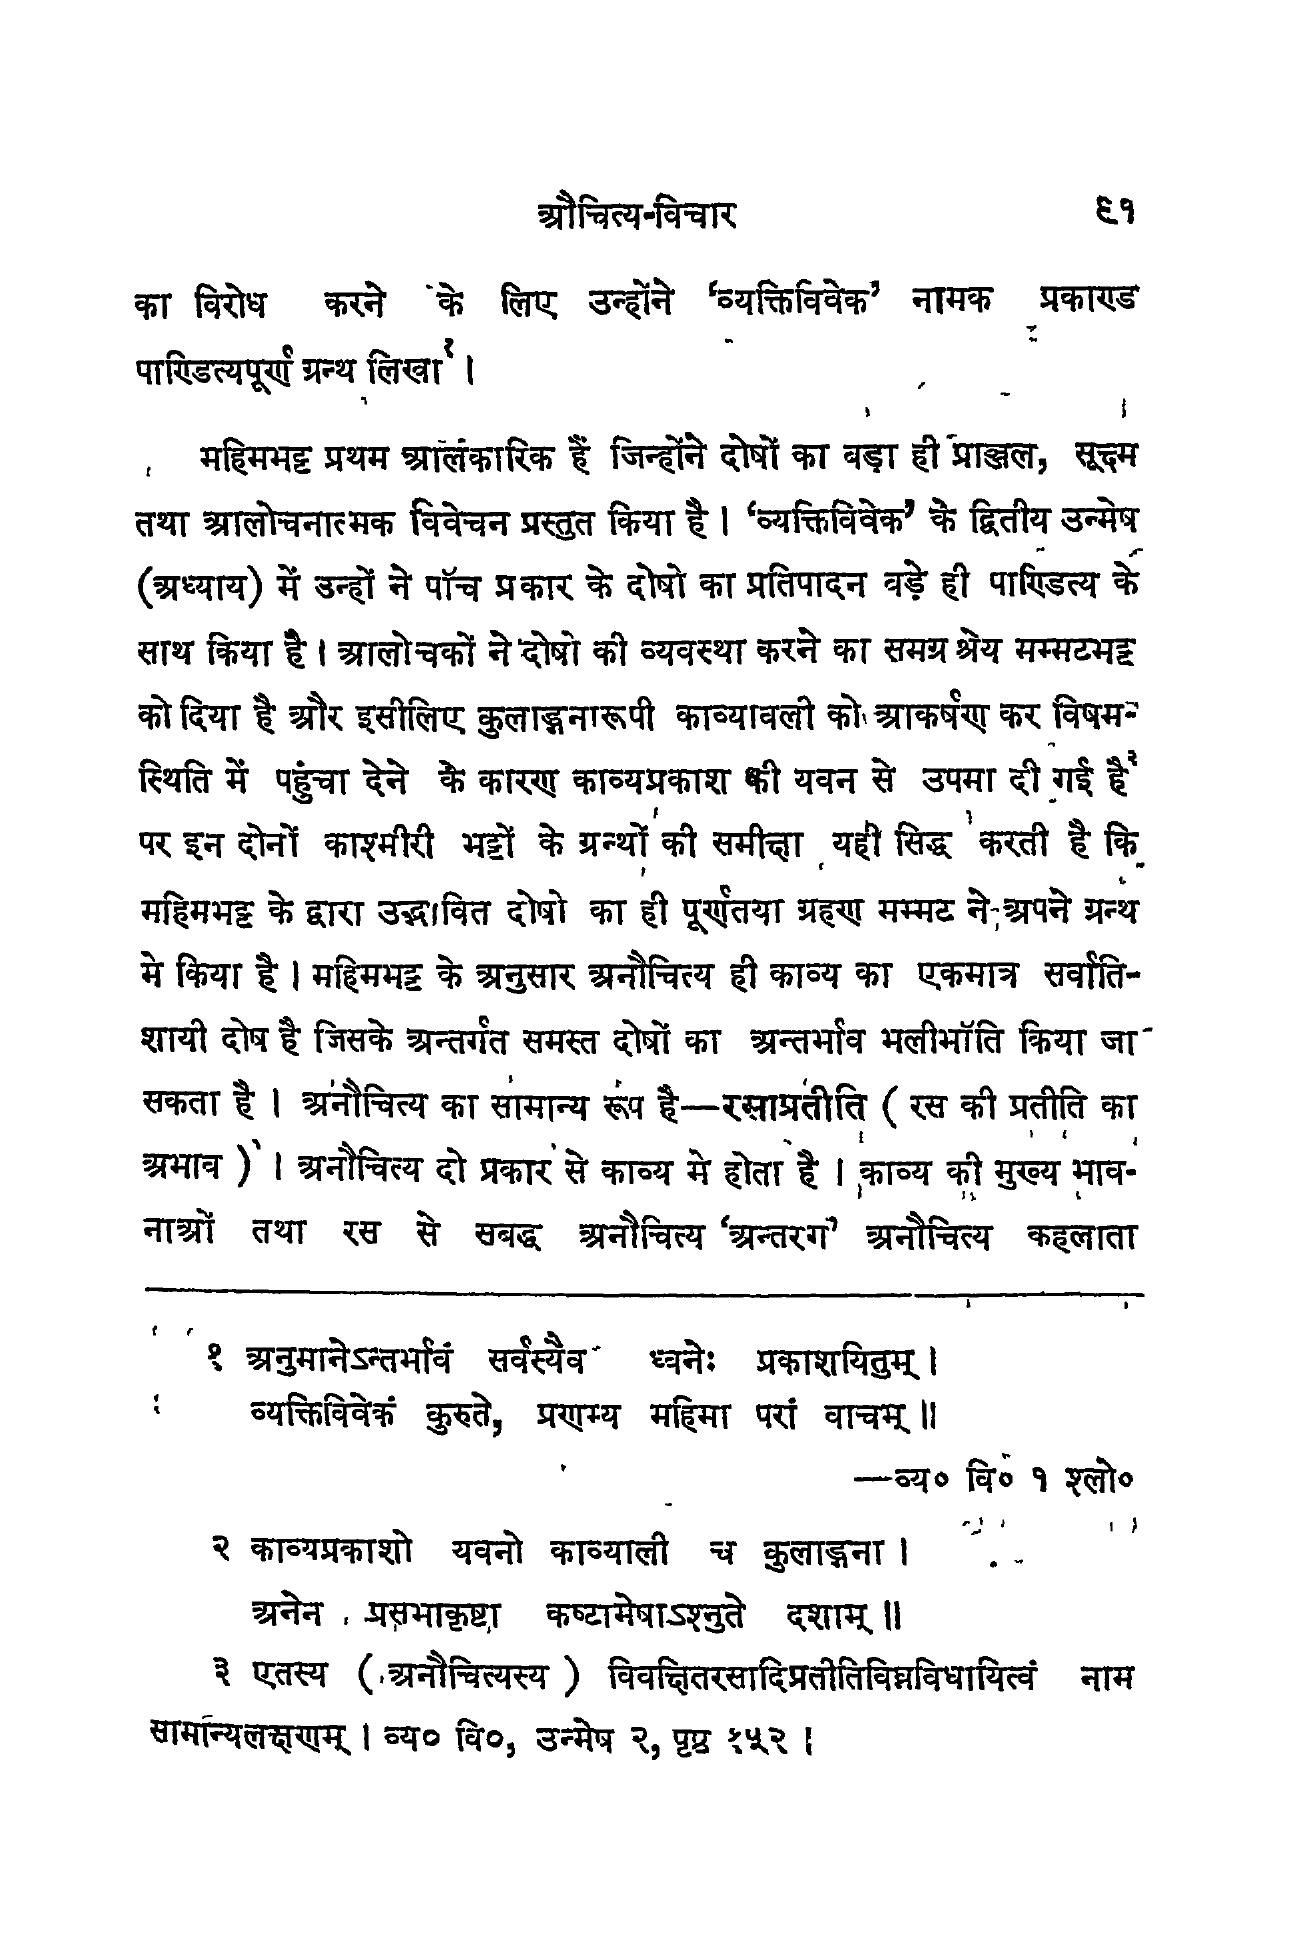 औचित्य-विचार ९१
का विरोध करने के लिए उन्होंने ‘व्यक्तिविवेक’ नामक प्रकाण्ड
पाण्डित्यपूर्ण ग्रन्थ लिखा१ ।
महिमभट्ट प्रथम आलंकारिक हैं जिन्होंने दोषों का बड़ा ही प्राञ्जल, सूक्ष्म
तथा आलोचनात्मक विवेचन प्रस्तुत किया है । ‘व्यक्तिविवेक’ के द्वितीय उन्मेष
(अध्याय) में उन्हों ने पॉच प्रकार के दोषो का प्रतिपादन वड़े ही पाण्डित्य के
साथ किया है । आलोचकों ने दोषो की व्यवस्था करने का समग्र श्रेय मम्मटभट्ट
को दिया है और इसीलिए कुलाङ्गनारूपी काव्यावली को आकर्षण कर विषम-
स्थिति में पहुंचा देने के कारण काव्यप्रकाश की यवन से उपमा दी गई है२
पर इन दोनों काश्मीरी भट्टों के ग्रन्थों की समीक्षा यही सिद्ध करती है कि
महिमभट्ट के द्वारा उद्भावित दोषो का ही पूर्णतया ग्रहण मम्मट ने अपने ग्रन्थ
मे किया है । महिमभट्ट के अनुसार अनौचित्य ही काव्य का एकमात्र सर्वाति-
शायी दोष है जिसके अन्तर्गत समस्त दोषों का अन्तर्भाव भलीभॉति किया जा
सकता है । अनौचित्य का सामान्य रूप है—रसाप्रतीति ( रस की प्रतीति का
अभाव ) । अनौचित्य दो प्रकार से काव्य मे होता है । काव्य की मुख्य भाव-
नाओं तथा रस से सबद्ध अनौचित्य ‘अन्तरग’ अनौचित्य कहलाता
१ अनुमानेऽन्तर्भावं सर्वस्यैव ध्वनेः प्रकाशयितुम् ।
व्यक्तिविवेकं कुरुते, प्रणम्य महिमा परां वाचम् ॥
—व्य० वि० १ श्लो०
२ काव्यप्रकाशो यवनो काव्याली च कुलाङ्गना ।
अनेन प्रसभाकृष्टा कष्टामेषाऽश्नुते दशाम् ॥
३ एतस्य ( अनौचित्यस्य ) विवक्षितरसादिप्रतीतिविघ्नविधायित्वं नाम
सामान्यलक्षणम् । व्य० वि०, उन्मेष २, पृष्ठ १५२ ।